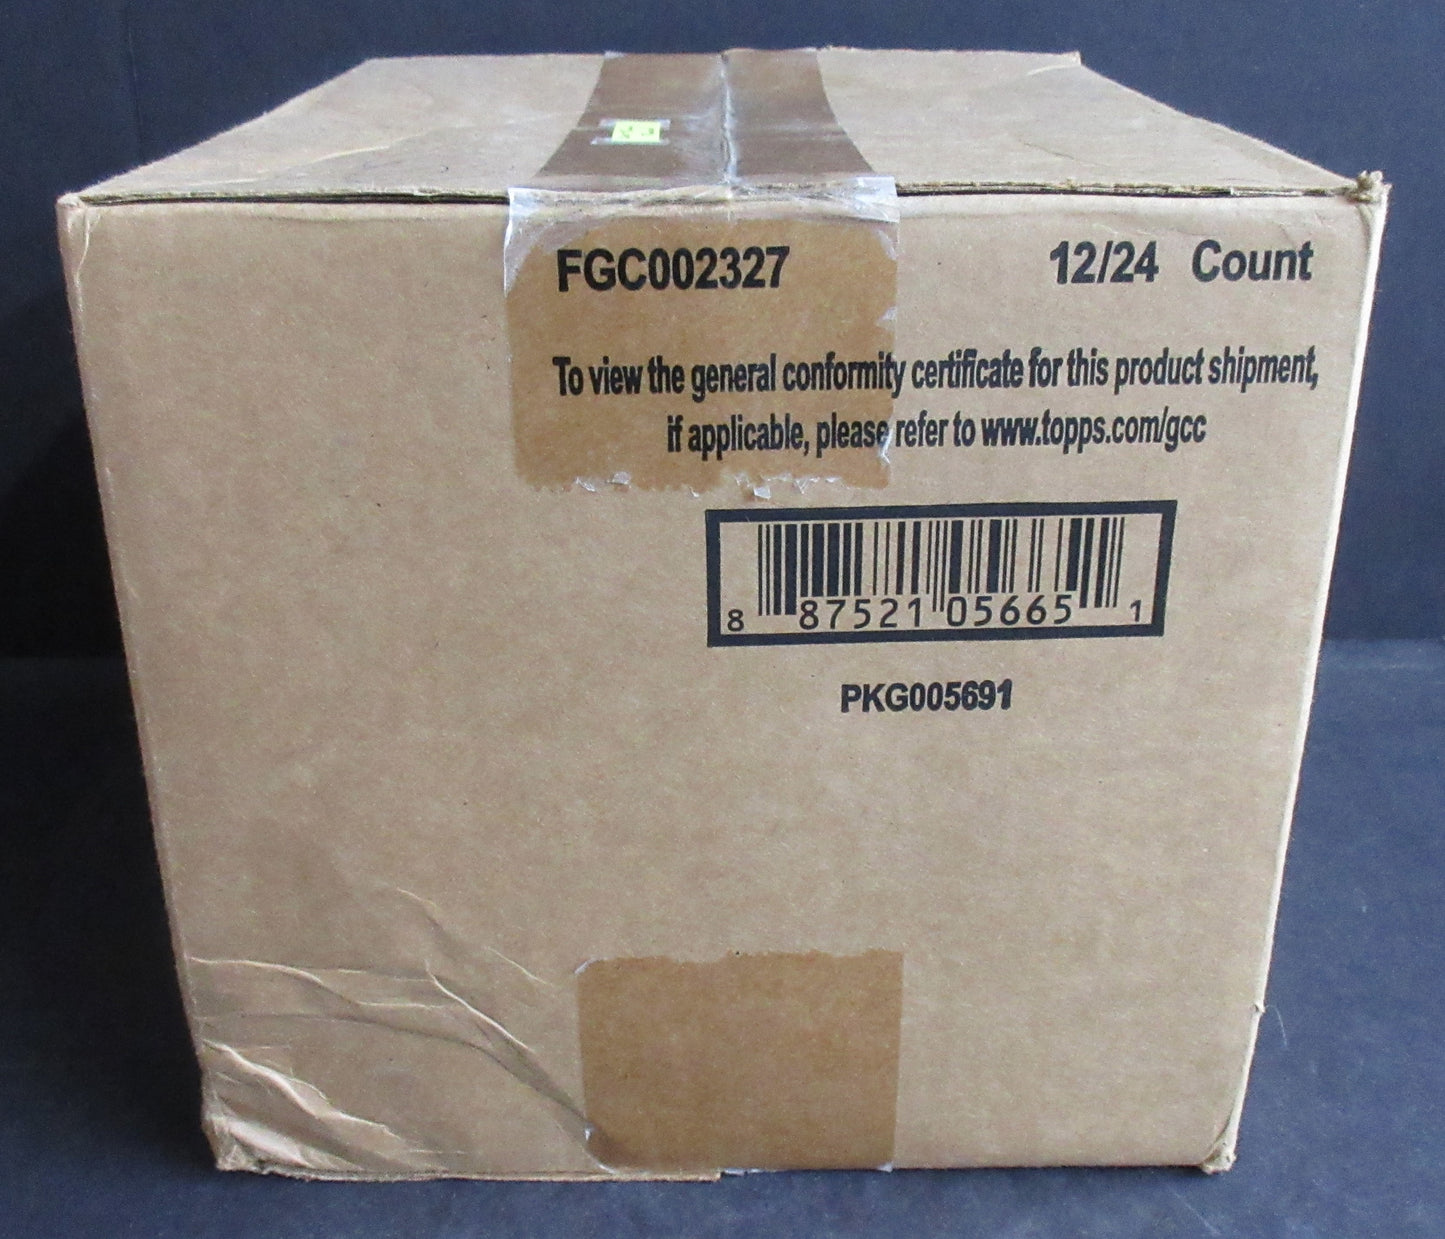 FGC002327 12/24 Count
To view the general conformity certificate for this product shipment,
if applicable, please refer to www.topps.com/gcc
8 87521 05665 1
PKG005691